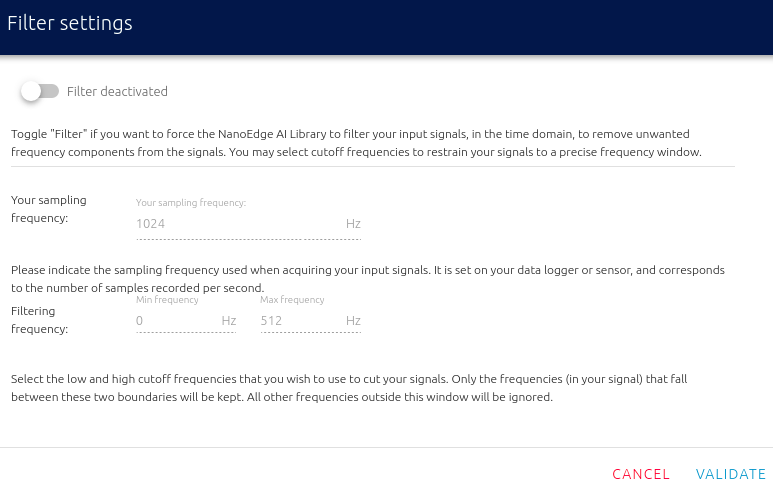 Filter settings
Filter deactivated
Toggle "Filter" if you want to force the NanoEdge AI Library to filter your input signals, in the time domain, to remove unwanted
frequency components from the signals. You may select cutoff frequencies to restrain your signals to a precise frequency window.
Your sampling
frequency:
Your sampling frequency:
1024 Hz
Please indicate the sampling frequency used when acquiring your input signals. It is set on your data logger or sensor, and corresponds
to the number of samples recorded per second.
Filtering
frequency:
Min frequency
0 Hz
Max frequency
512 Hz
Select the low and high cutoff frequencies that you wish to use to cut your signals. Only the frequencies (in your signal) that fall
between these two boundaries will be kept. All other frequencies outside this window will be ignored.
CANCEL VALIDATE